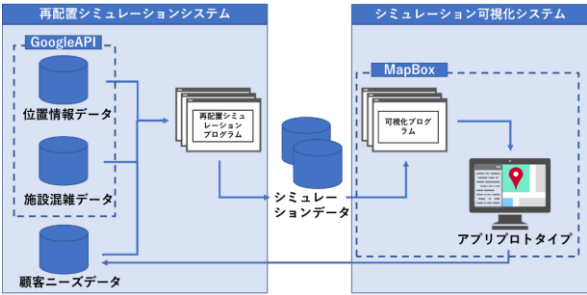 再配置シミュレーションシステム
GoogleAPI
位置情報データ
施設混雑データ
顧客ニーズデータ
再配置シミュ
レーション
プログラム
シミュレー
ションデータ
シミュレーション可視化システム
MapBox
可視化プログ
ラム
アプリプロトタイプ